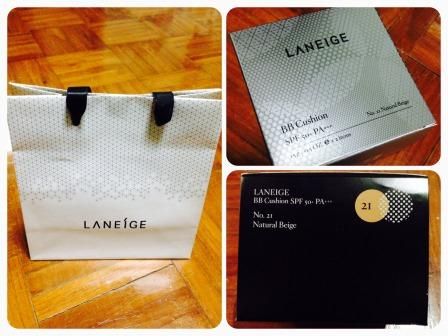 LANEÍGE
LANEIGE
BB Cushion
No. 21 Natural Beige
SPF 50+ PA+++
LANEIGE
BB Cushion SPF 50+ PA+++
No. 21
Natural Beige
21